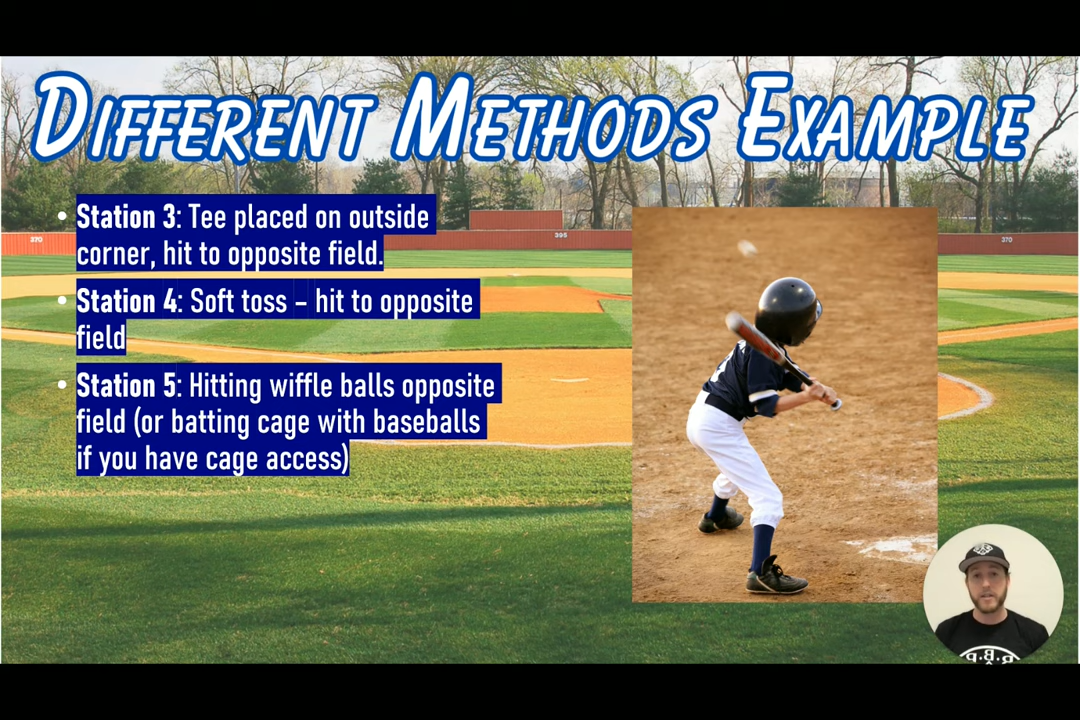 DIFFERENT METHODS EXAMPLE
• Station 3: Tee placed on outside
corner, hit to opposite field.
• Station 4: Soft toss – hit to opposite
field
• Station 5: Hitting wiffle balls opposite
field (or batting cage with baseballs
if you have cage access)
370
395
370